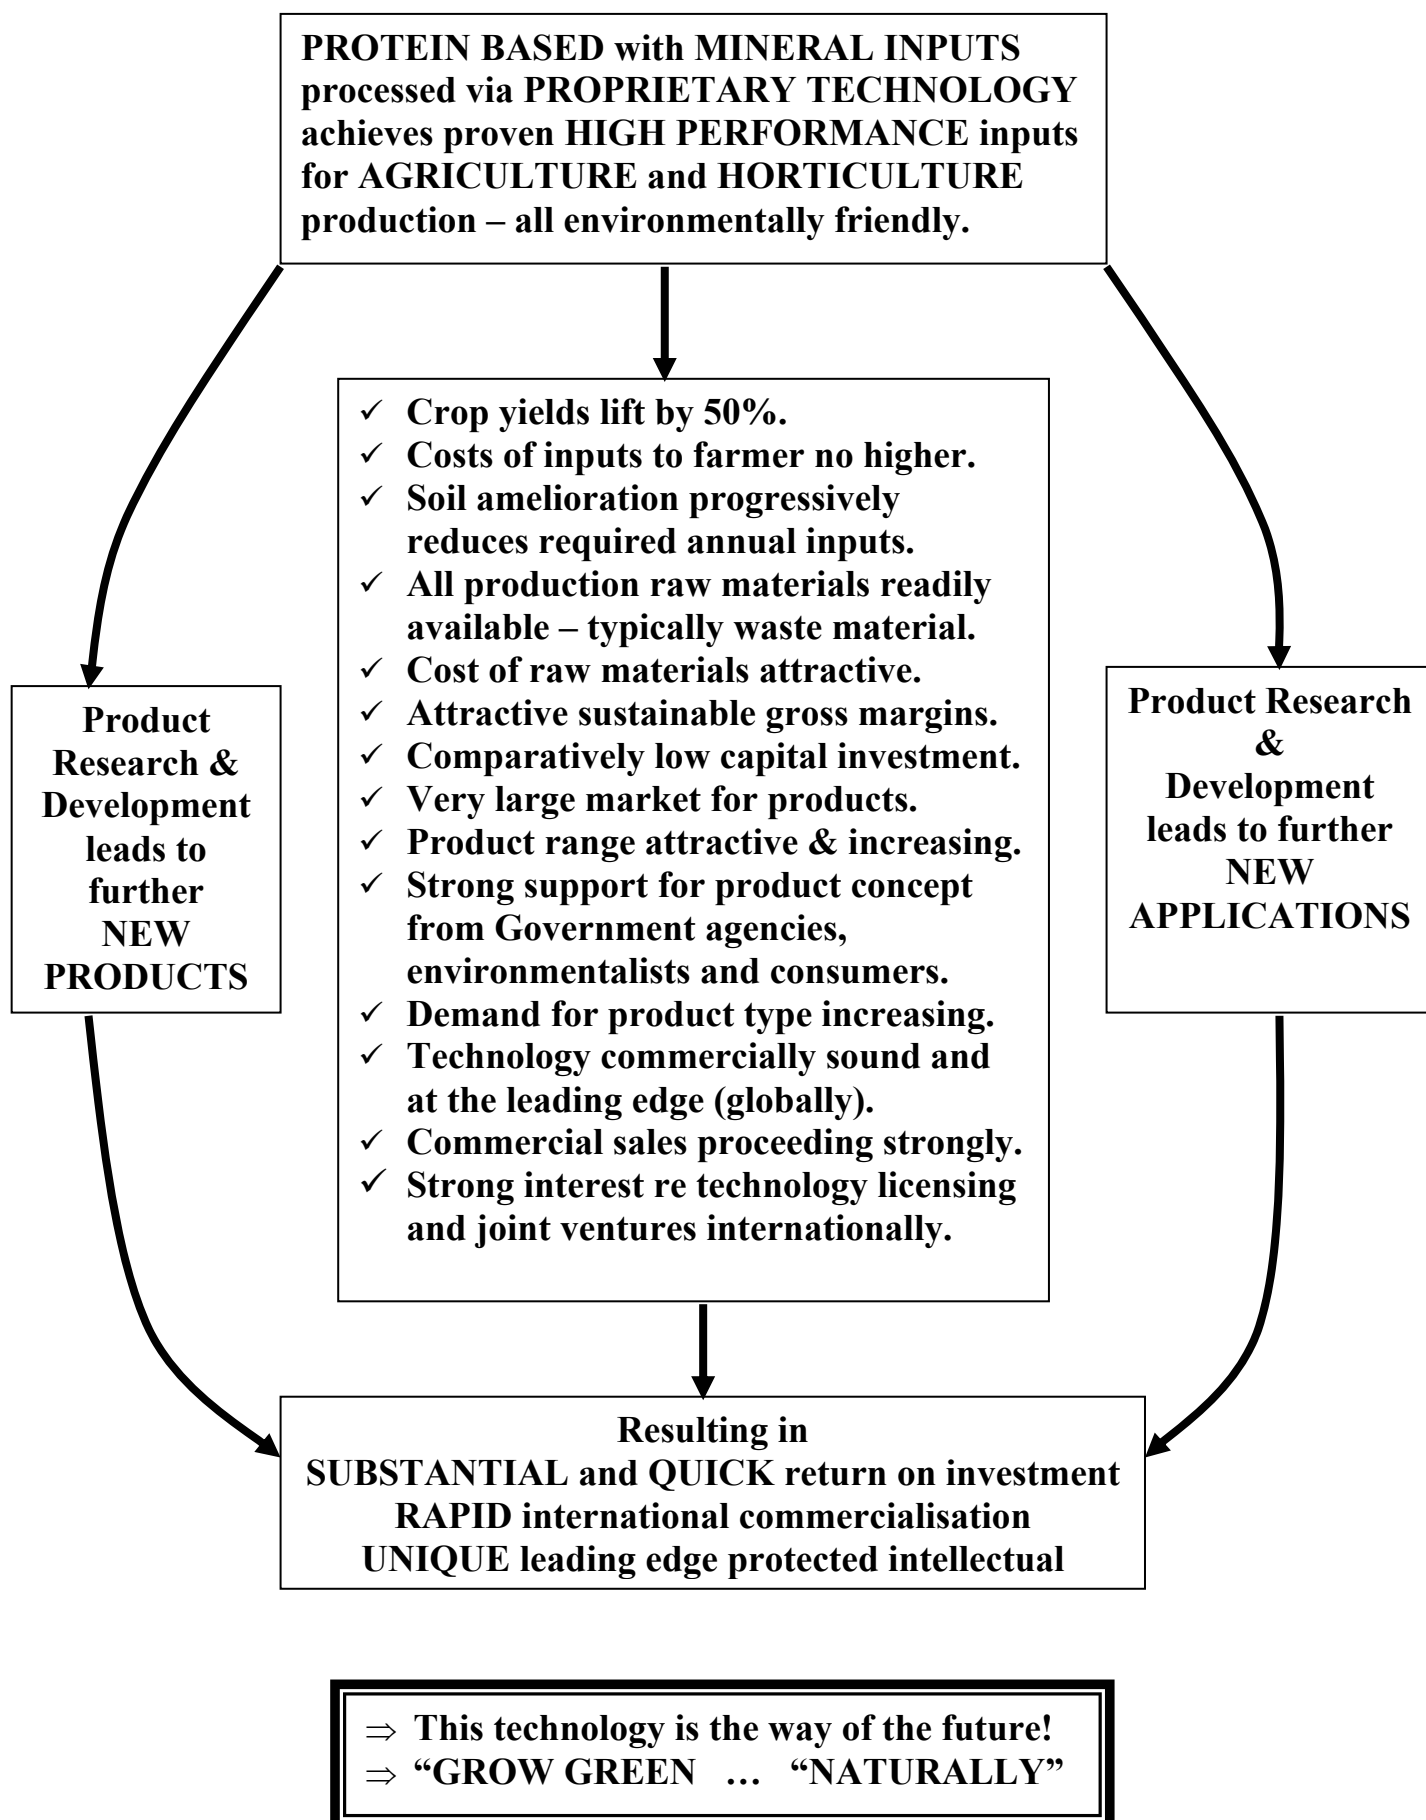 PROTEIN BASED with MINERAL INPUTS
processed via PROPRIETARY TECHNOLOGY
achieves proven HIGH PERFORMANCE inputs
for AGRICULTURE and HORTICULTURE
production – all environmentally friendly.
✓ Crop yields lift by 50%.
✓ Costs of inputs to farmer no higher.
✓ Soil amelioration progressively
reduces required annual inputs.
✓ All production raw materials readily
available – typically waste material.
✓ Cost of raw materials attractive.
✓ Attractive sustainable gross margins.
✓ Comparatively low capital investment.
✓ Very large market for products.
✓ Product range attractive & increasing.
✓ Strong support for product concept
from Government agencies,
environmentalists and consumers.
✓ Demand for product type increasing.
✓ Technology commercially sound and
at the leading edge (globally).
✓ Commercial sales proceeding strongly.
✓ Strong interest re technology licensing
and joint ventures internationally.
Product
Research &
Development
leads to
further
NEW
PRODUCTS
Product Research
&
Development
leads to further
NEW
APPLICATIONS
Resulting in
SUBSTANTIAL and QUICK return on investment
RAPID international commercialisation
UNIQUE leading edge protected intellectual
⇒ This technology is the way of the future!
⇒ “GROW GREEN … “NATURALLY”